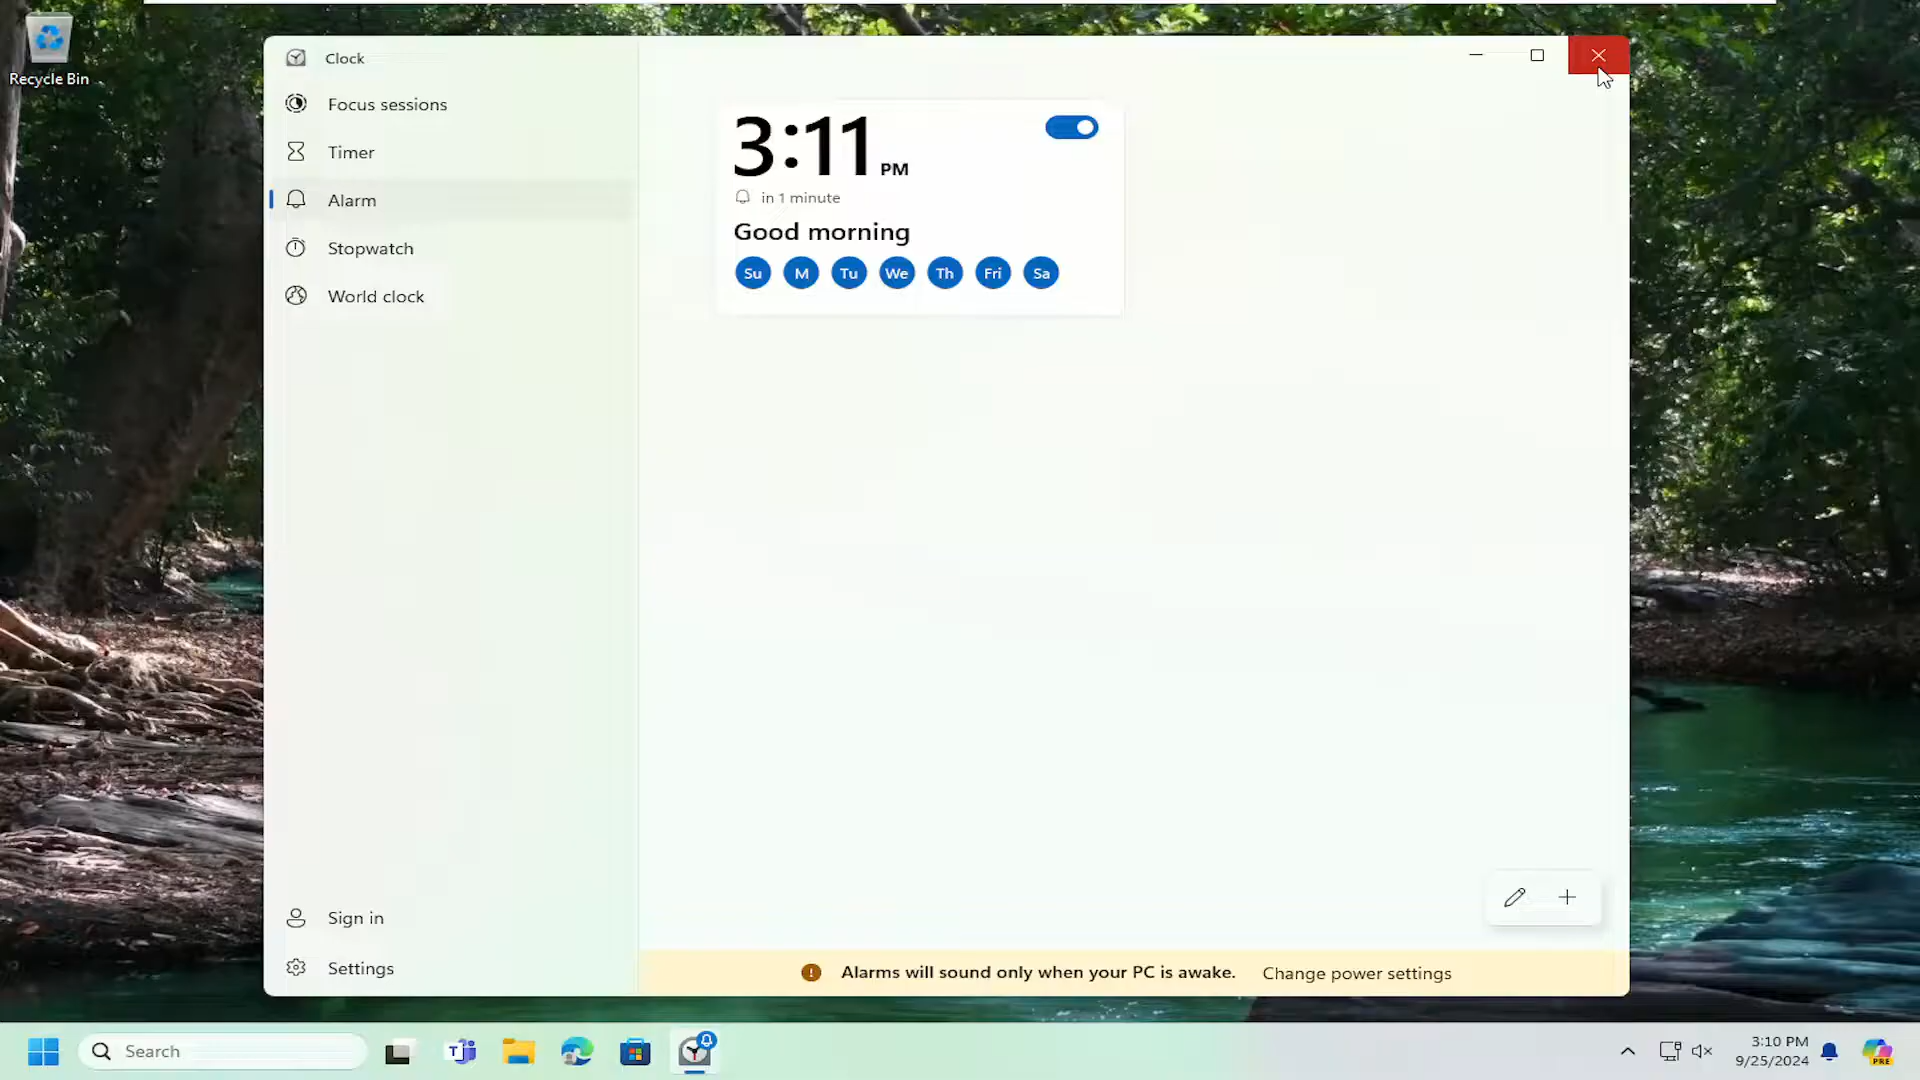 Recycle Bin
Clock
Focus sessions
Timer
Alarm
Stopwatch
World clock
Sign in
Settings
3:11 PM
in 1 minute
Good morning
Su M Tu We Th Fri Sa
Alarms will sound only when your PC is awake. Change power settings
Search
3:10 PM
9/25/2024
PRE